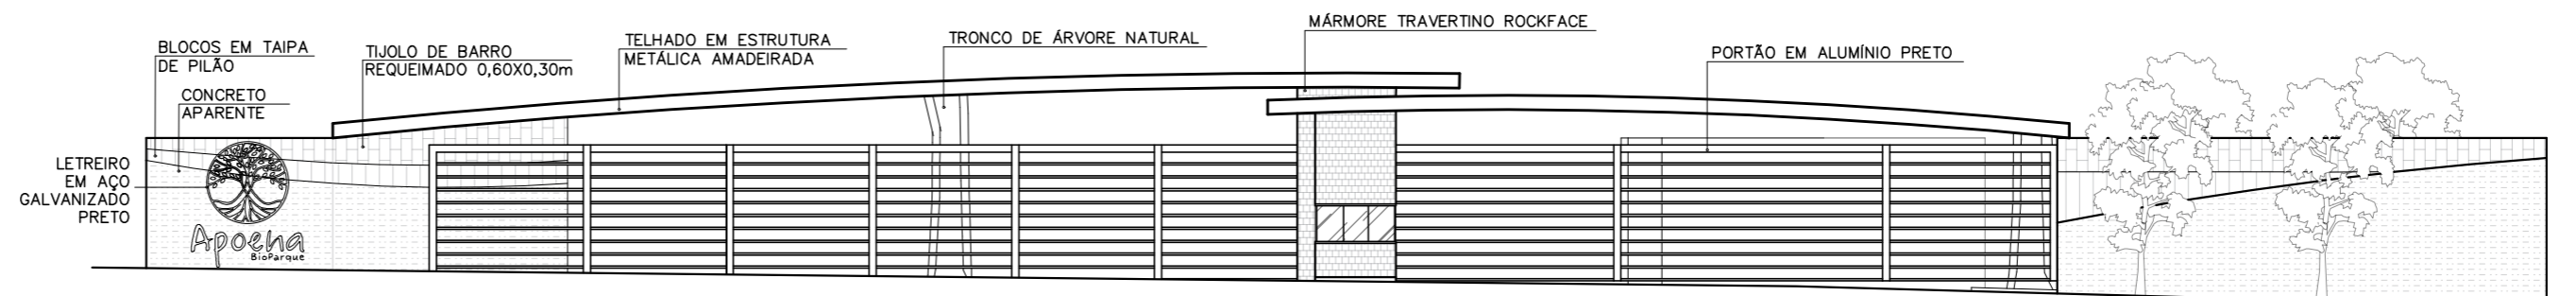 BLOCOS EM TAIPA
DE PILÃO
CONCRETO
APARENTE
LETREIRO
EM AÇO
GALVANIZADO
PRETO
Apoena
BioParque
TIJOLO DE BARRO
REQUEIMADO 0,60X0,30m
TELHADO EM ESTRUTURA
METÁLICA AMADEIRADA
TRONCO DE ÁRVORE NATURAL
MÁRMORE TRAVERTINO ROCKFACE
PORTÃO EM ALUMÍNIO PRETO